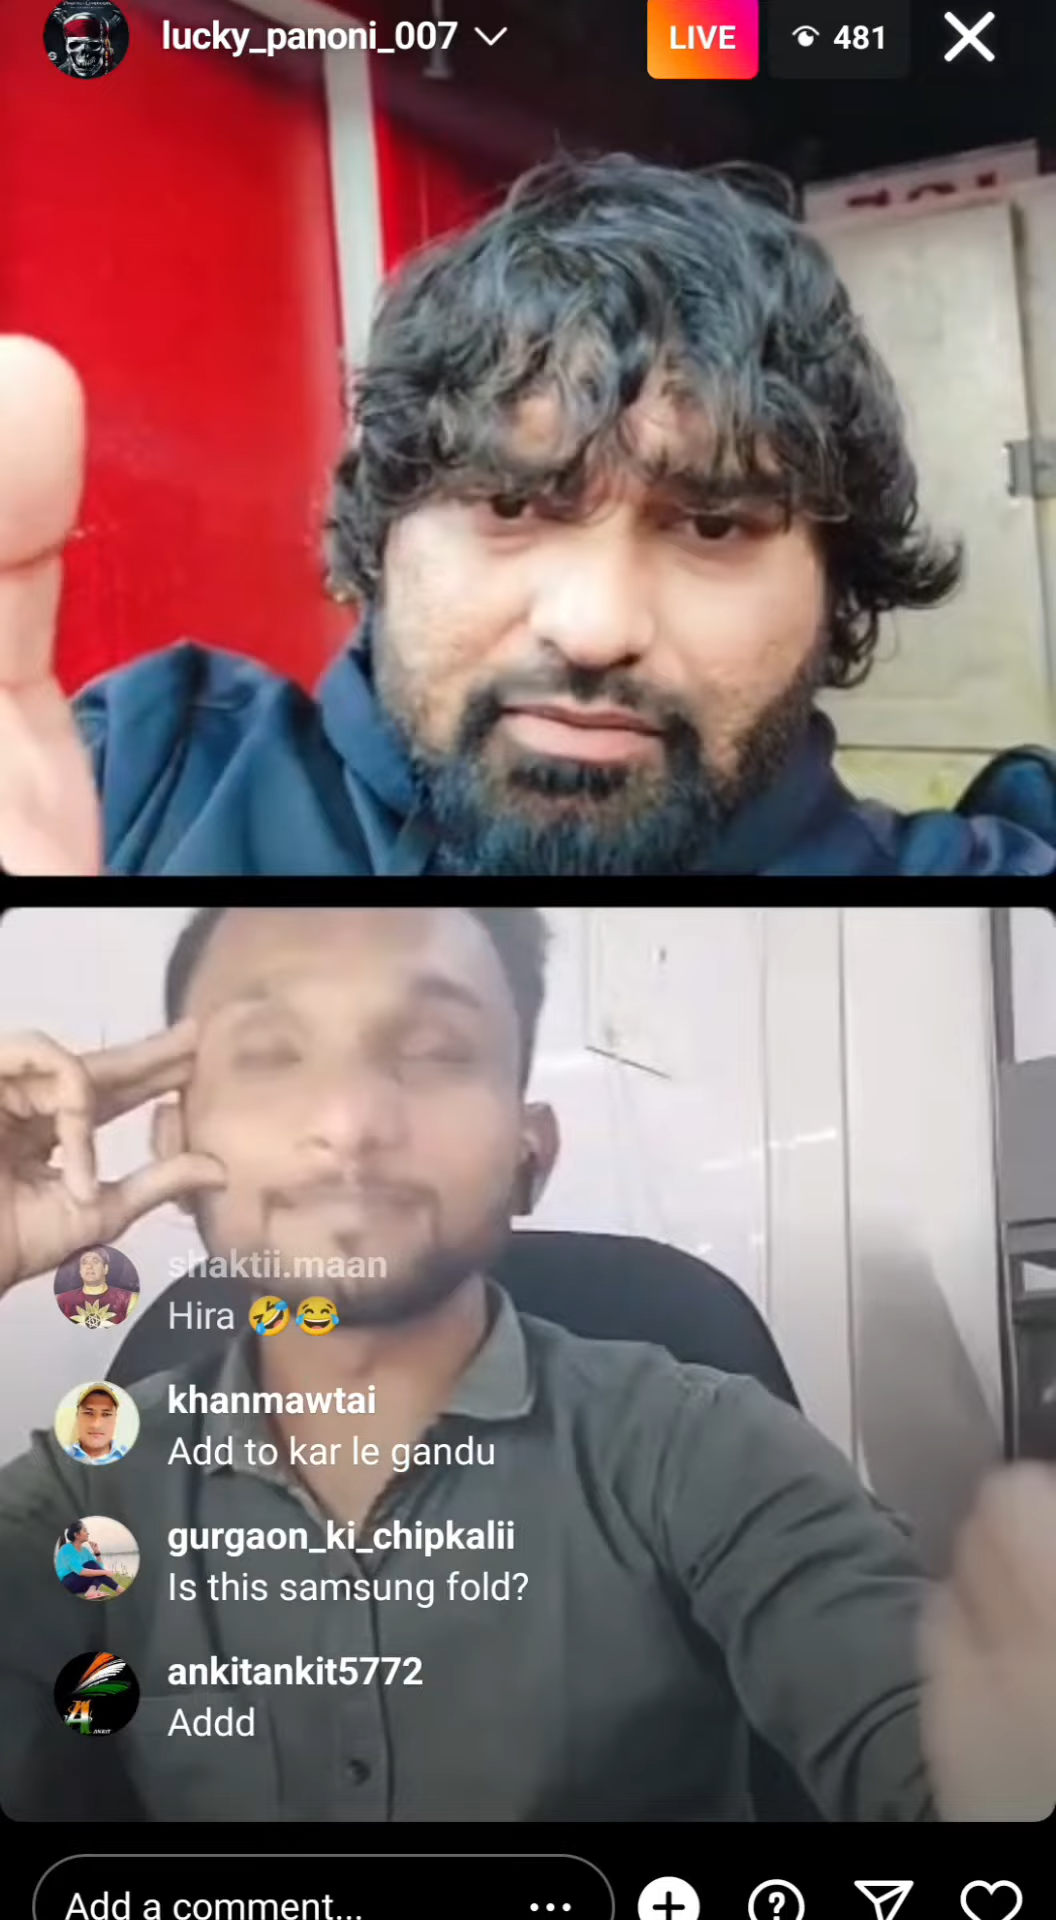 lucky_panoni_007
LIVE
481
shaktii.maan
Hira 🤣😂
khanmawtai
Add to kar le gandu
gurgaon_ki_chipkalii
Is this samsung fold?
ankitankit5772
Addd
Add a comment...